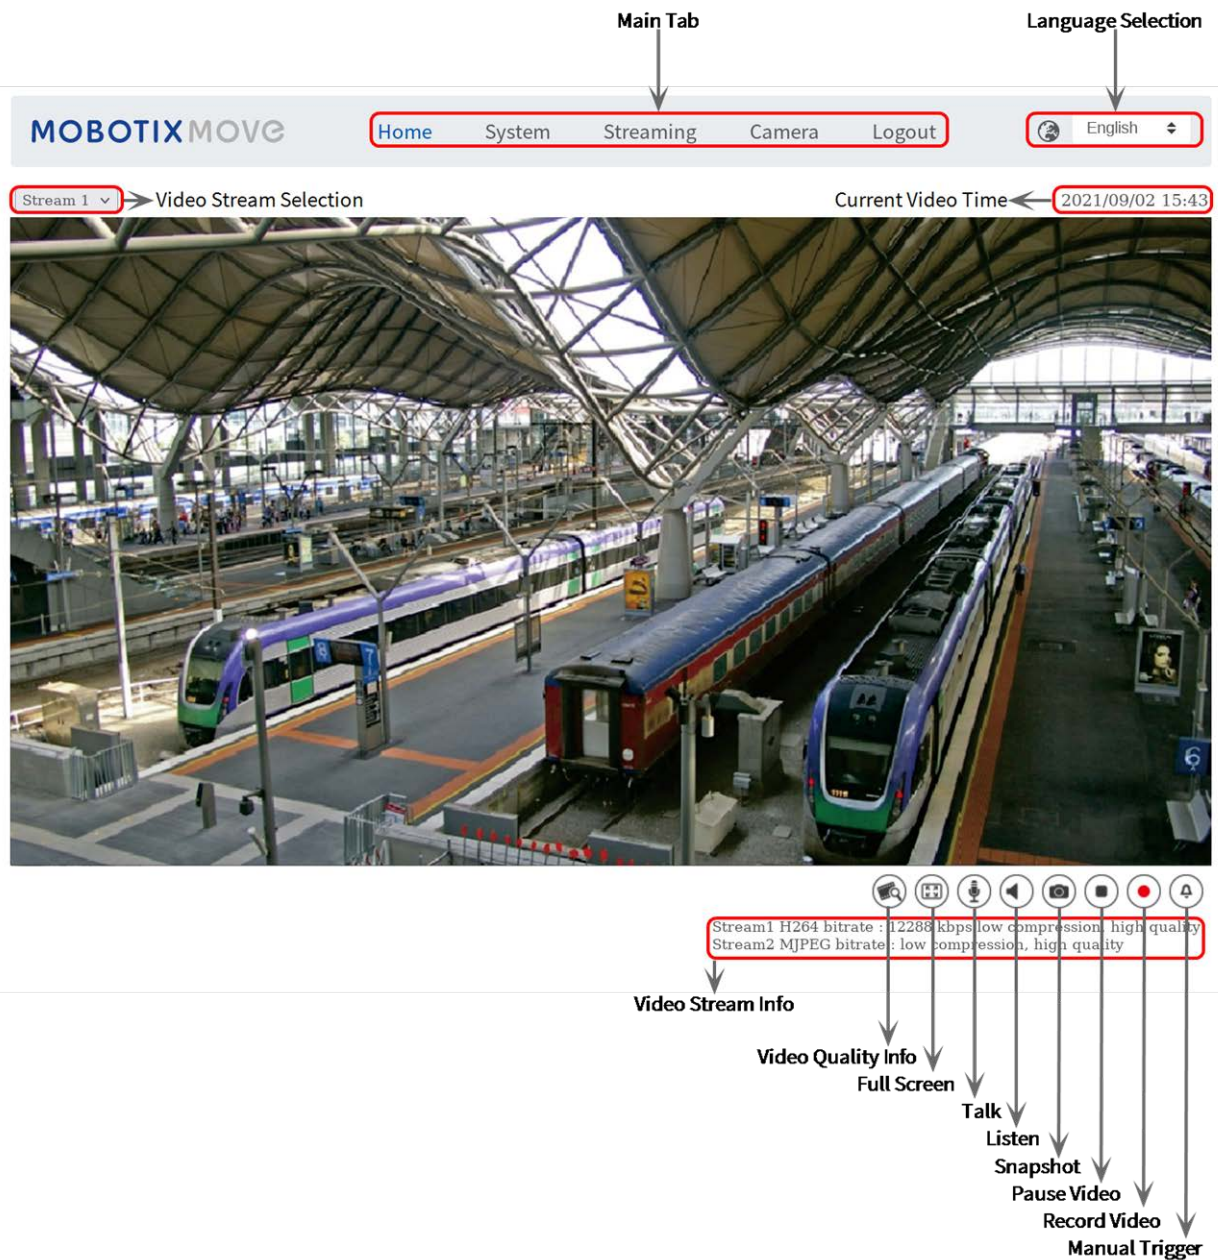 Main Tab
Language Selection
MOBOTIX MOVE
Home System Streaming Camera Logout
English
Stream 1
Video Stream Selection
Current Video Time
2021/09/02 15:43
8
7
6
Stream1 H264 bitrate : 12288 kbps low compression, high quality
Stream2 MJPEG bitrate : low compression, high quality
Video Stream Info
Video Quality Info
Full Screen
Talk
Listen
Snapshot
Pause Video
Record Video
Manual Trigger